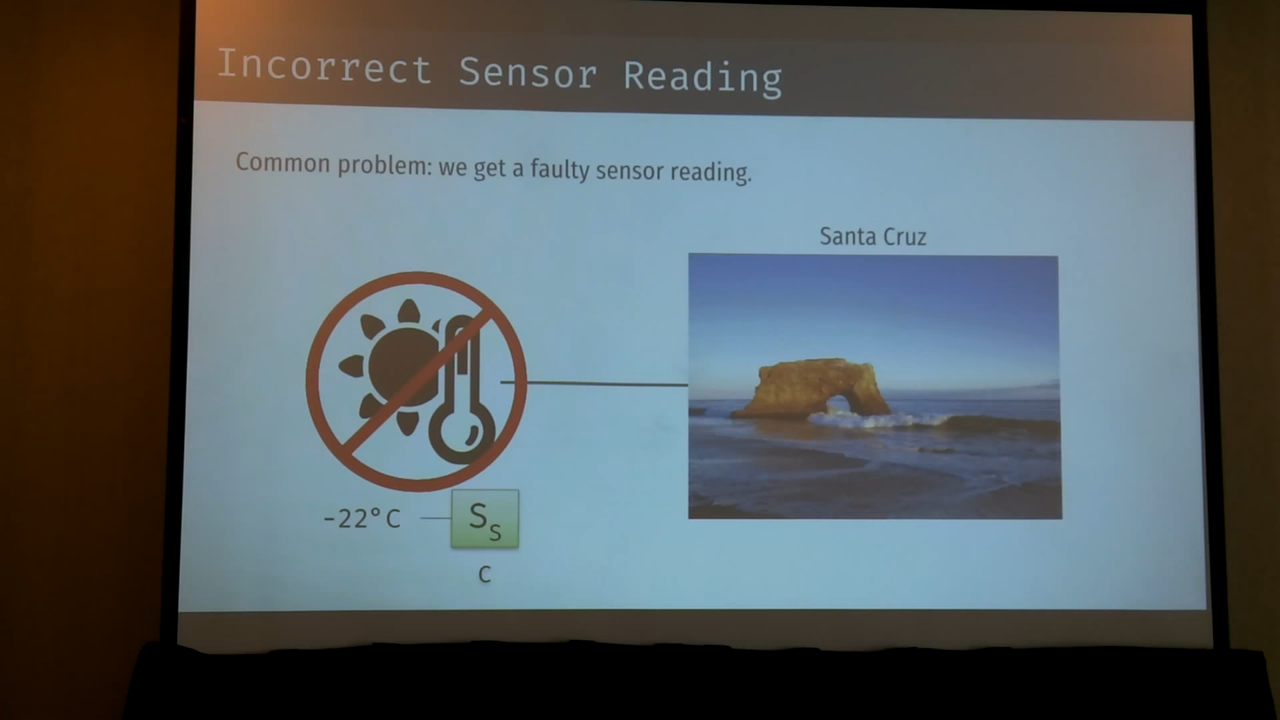 Incorrect Sensor Reading
Common problem: we get a faulty sensor reading.
Santa Cruz
-22°C
Ss
C